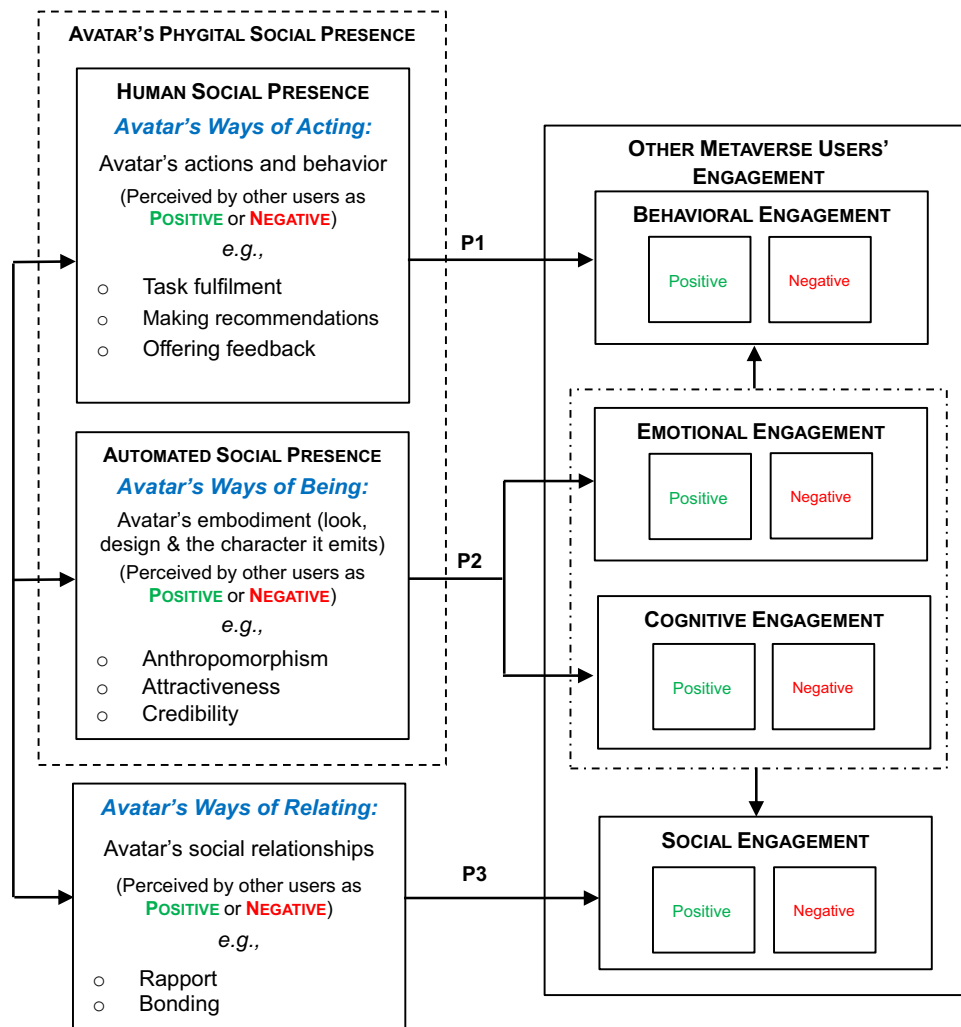 AVATAR'S PHYGITAL SOCIAL PRESENCE
HUMAN SOCIAL PRESENCE
Avatar's Ways of Acting:
Avatar's actions and behavior
(Perceived by other users as
POSITIVE or NEGATIVE)
e.g.,
o Task fulfilment
o Making recommendations
o Offering feedback
AUTOMATED SOCIAL PRESENCE
Avatar's Ways of Being:
Avatar's embodiment (look,
design & the character it emits)
(Perceived by other users as
POSITIVE or NEGATIVE)
e.g.,
o Anthropomorphism
o Attractiveness
o Credibility
Avatar's Ways of Relating:
Avatar's social relationships
(Perceived by other users as
POSITIVE or NEGATIVE)
e.g.,
o Rapport
o Bonding
P1
P2
P3
OTHER METAVERSE USERS'
ENGAGEMENT
BEHAVIORAL ENGAGEMENT
Positive
Negative
EMOTIONAL ENGAGEMENT
Positive
Negative
COGNITIVE ENGAGEMENT
Positive
Negative
SOCIAL ENGAGEMENT
Positive
Negative